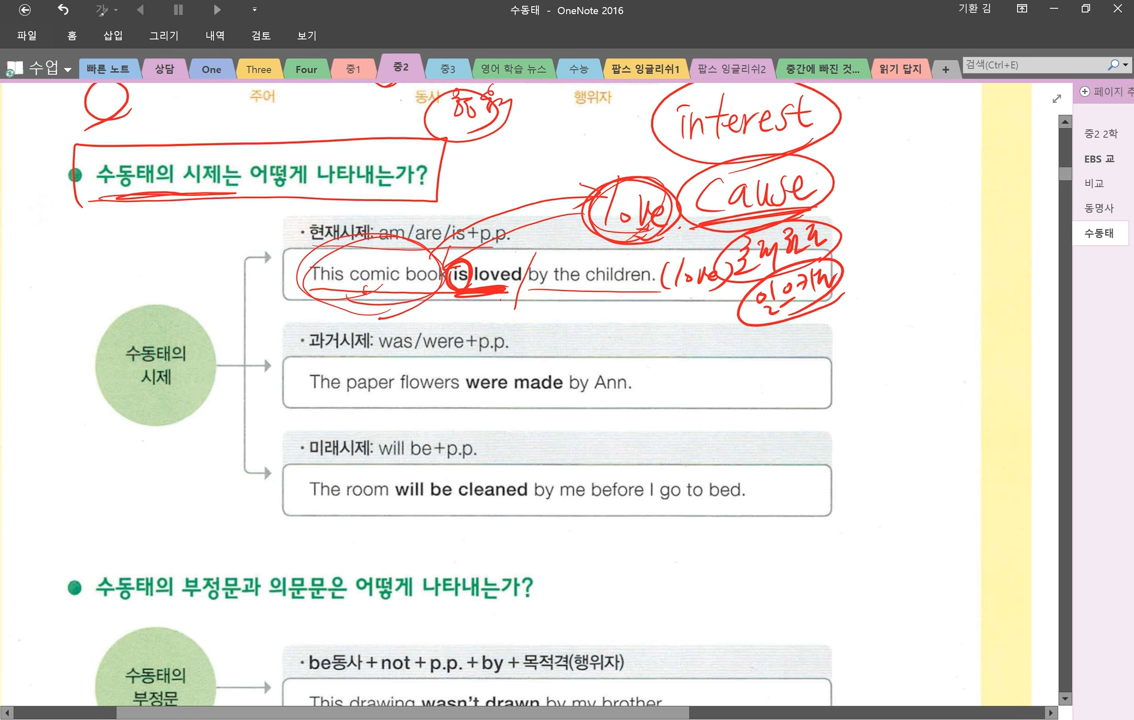 수동태 - OneNote 2016
기환 김
파일 홈 삽입 그리기 내역 검토 보기
수업 빠른 노트 상담 One Three Four 중1 중2 중3 영어 학습 뉴스 수능 팝스 잉글리쉬1 팝스 잉글리쉬2 중간에 빠진 것... 읽기 답지 + 검색(Ctrl+E)
페이지 추
중2 2학
EBS 교
비교
동명사
수동태
주어 동사 행위자
interest
수동태의 시제는 어떻게 나타내는가?
love cause
· 현재시제: am/are/is+p.p.
This comic book is loved by the children. (love
수동태의
시제
· 과거시제: was/were+p.p.
The paper flowers were made by Ann.
· 미래시제: will be+p.p.
The room will be cleaned by me before I go to bed.
수동태의 부정문과 의문문은 어떻게 나타내는가?
수동태의
부정문
· be동사+not+p.p.+by+목적격(행위자)
This drawing wasn't drawn by my brother.